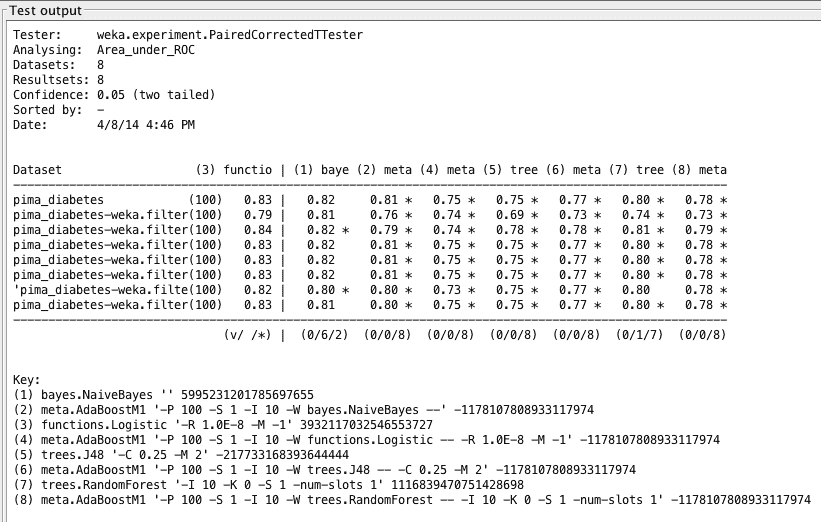 Test output
Tester:     weka.experiment.PairedCorrectedTTester
Analysing:  Area_under_ROC
Datasets:   8
Resultsets: 8
Confidence: 0.05 (two tailed)
Sorted by:  -
Date:       4/8/14 4:46 PM
Dataset                   (3) functio | (1) baye (2) meta (4) meta (5) tree (6) meta (7) tree (8) meta
--------------------------------------------------------------------------------------------------------
pima_diabetes            (100)   0.83 |   0.82     0.81 *   0.75 *   0.75 *   0.77 *   0.80 *   0.78 *
pima_diabetes-weka.filter(100)   0.79 |   0.81     0.76 *   0.74 *   0.69 *   0.73 *   0.74 *   0.73 *
pima_diabetes-weka.filter(100)   0.84 |   0.82 *   0.79 *   0.74 *   0.78 *   0.78 *   0.81 *   0.79 *
pima_diabetes-weka.filter(100)   0.83 |   0.82     0.81 *   0.75 *   0.75 *   0.77 *   0.80 *   0.78 *
pima_diabetes-weka.filter(100)   0.83 |   0.82     0.81 *   0.75 *   0.75 *   0.77 *   0.80 *   0.78 *
pima_diabetes-weka.filter(100)   0.83 |   0.82     0.81 *   0.75 *   0.75 *   0.77 *   0.80 *   0.78 *
'pima_diabetes-weka.filte(100)   0.82 |   0.80 *   0.80 *   0.73 *   0.75 *   0.77 *   0.80     0.78 *
pima_diabetes-weka.filter(100)   0.83 |   0.81     0.80 *   0.75 *   0.75 *   0.77 *   0.80 *   0.78 *
--------------------------------------------------------------------------------------------------------
(v/ /*) |  (0/6/2)  (0/0/8)  (0/0/8)  (0/0/8)  (0/0/8)  (0/1/7)  (0/0/8)
Key:
(1) bayes.NaiveBayes '' 5995231201785697655
(2) meta.AdaBoostM1 '-P 100 -S 1 -I 10 -W bayes.NaiveBayes --' -1178107808933117974
(3) functions.Logistic '-R 1.0E-8 -M -1' 3932117032546553727
(4) meta.AdaBoostM1 '-P 100 -S 1 -I 10 -W functions.Logistic -- -R 1.0E-8 -M -1' -1178107808933117974
(5) trees.J48 '-C 0.25 -M 2' -217733168393644444
(6) meta.AdaBoostM1 '-P 100 -S 1 -I 10 -W trees.J48 -- -C 0.25 -M 2' -1178107808933117974
(7) trees.RandomForest '-I 10 -K 0 -S 1 -num-slots 1' 1116839470751428698
(8) meta.AdaBoostM1 '-P 100 -S 1 -I 10 -W trees.RandomForest -- -I 10 -K 0 -S 1 -num-slots 1' -1178107808933117974